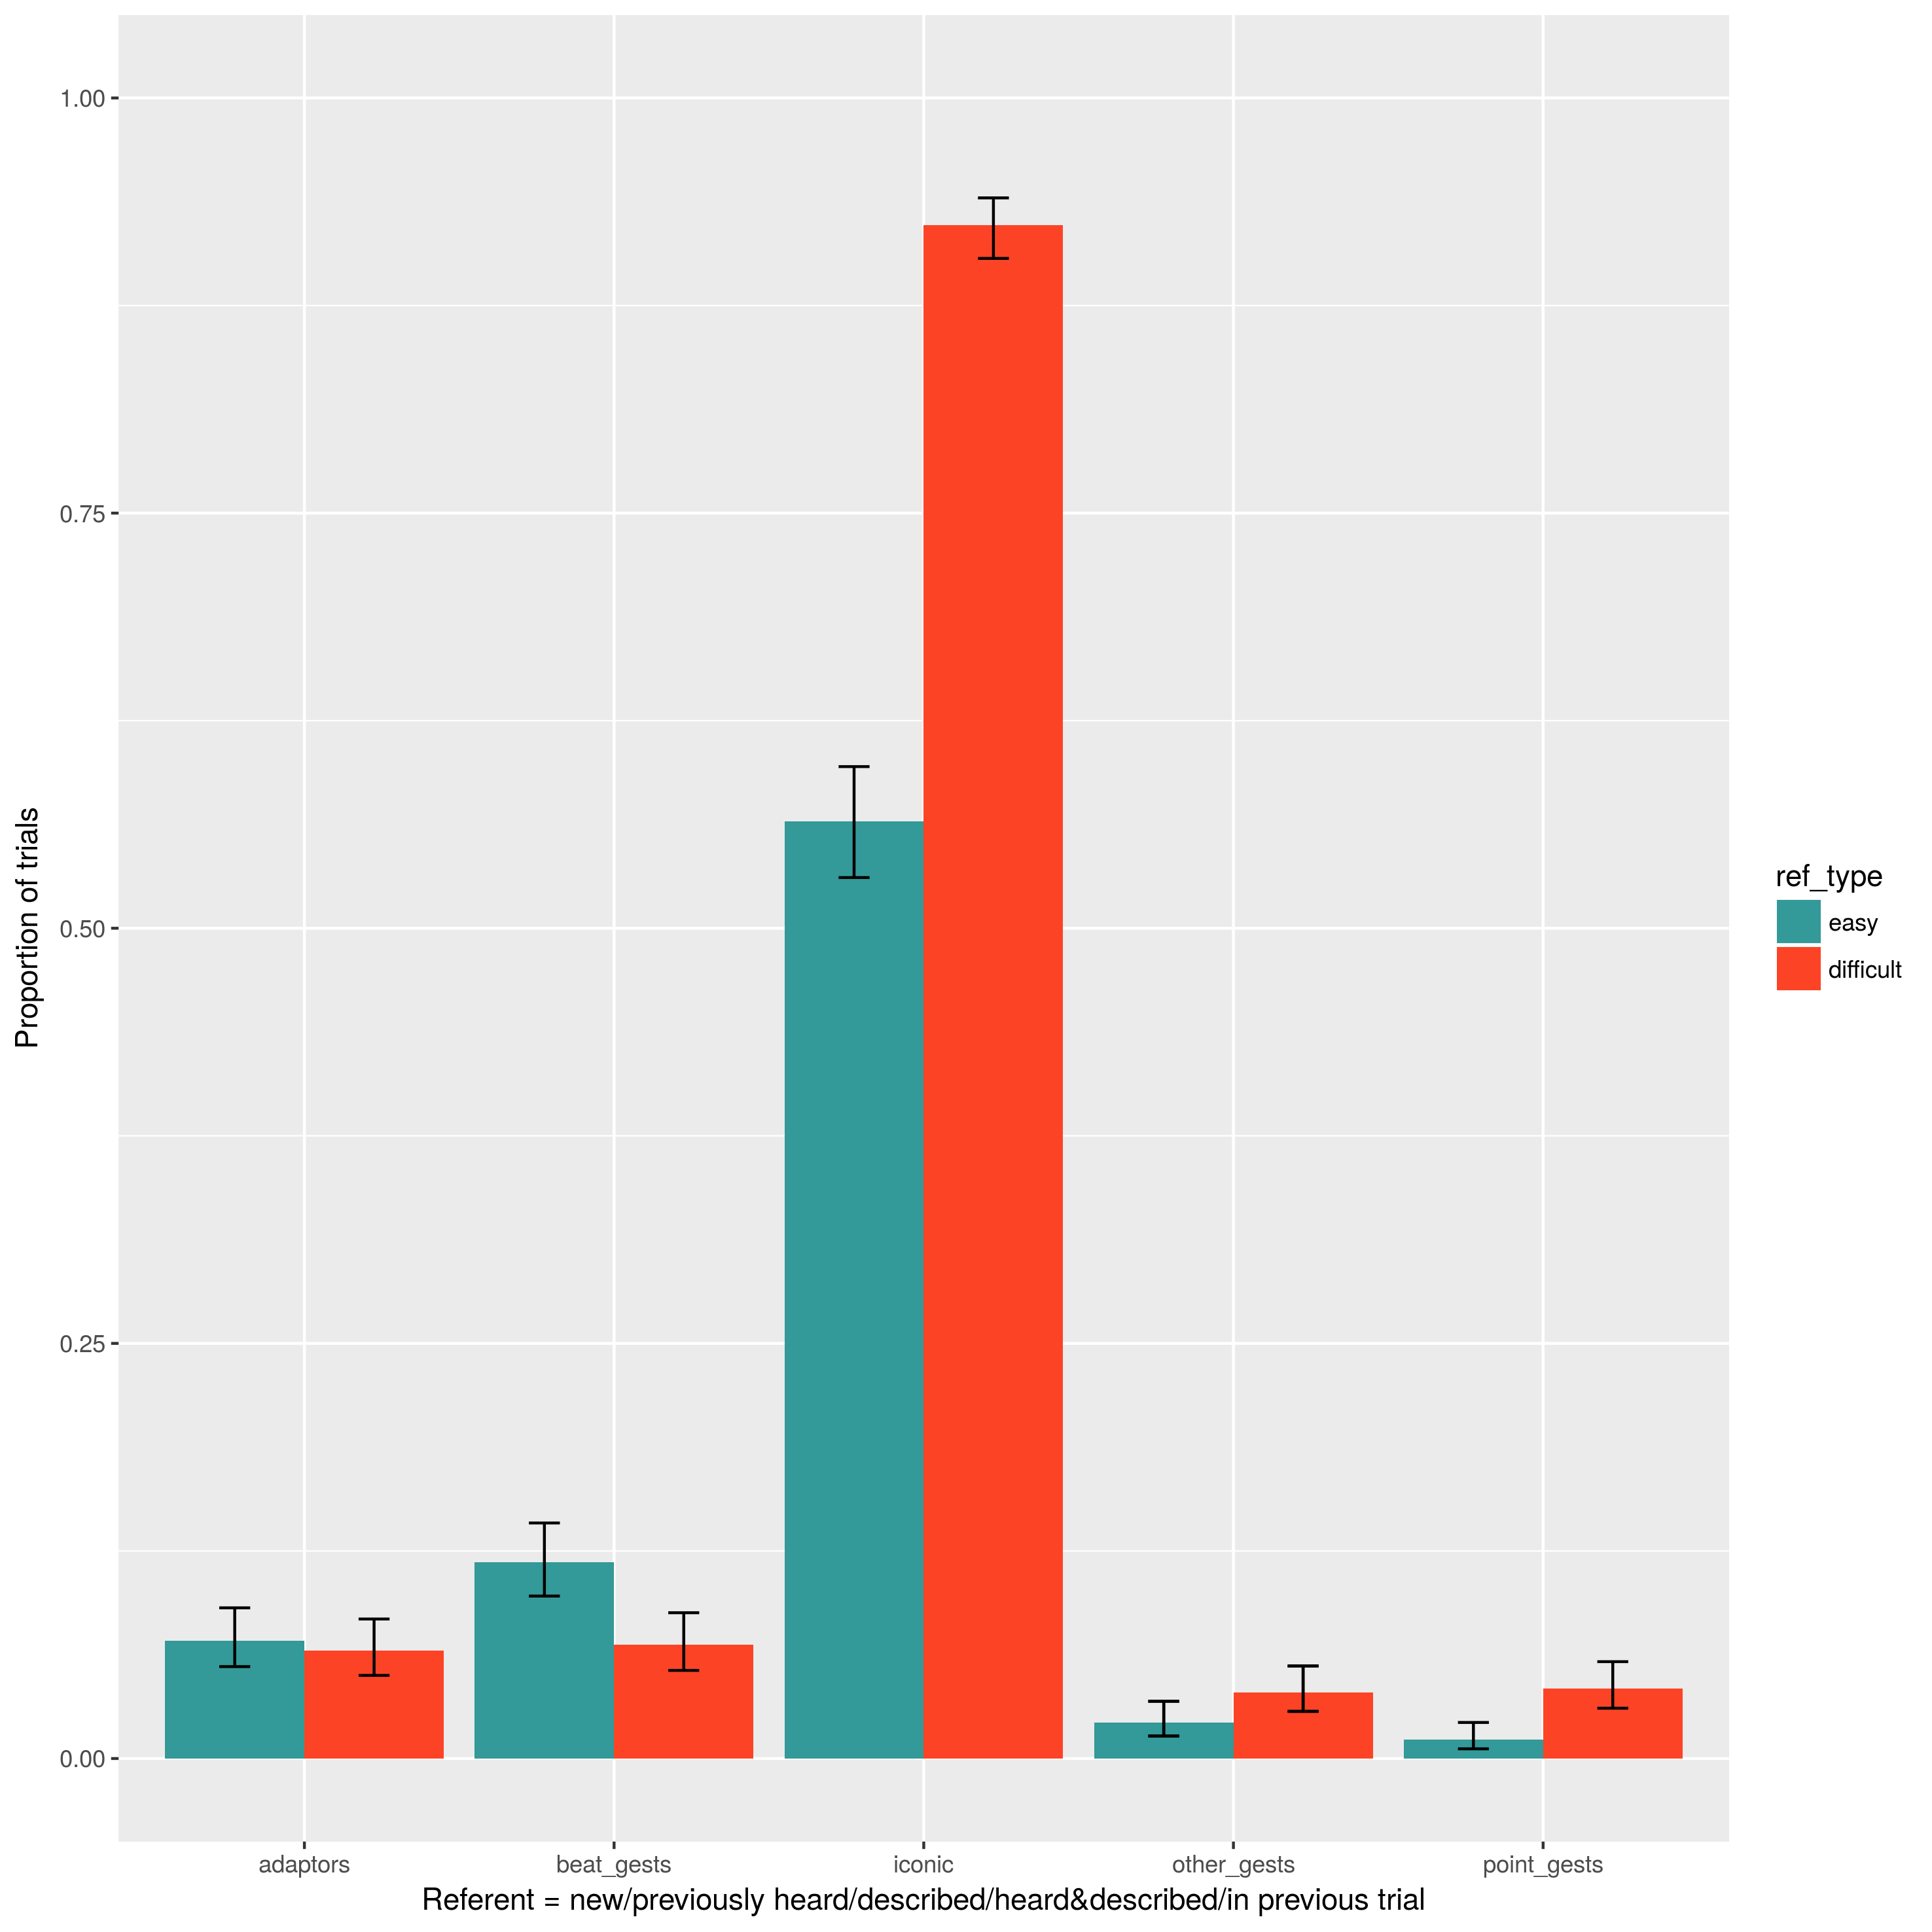 1.00
0.75
0.50
0.25
0.00
Proportion of trials
adaptors
beat_gests
iconic
other_gests
point_gests
Referent = new/previously heard/described/heard&described/in previous trial
ref_type
easy
difficult